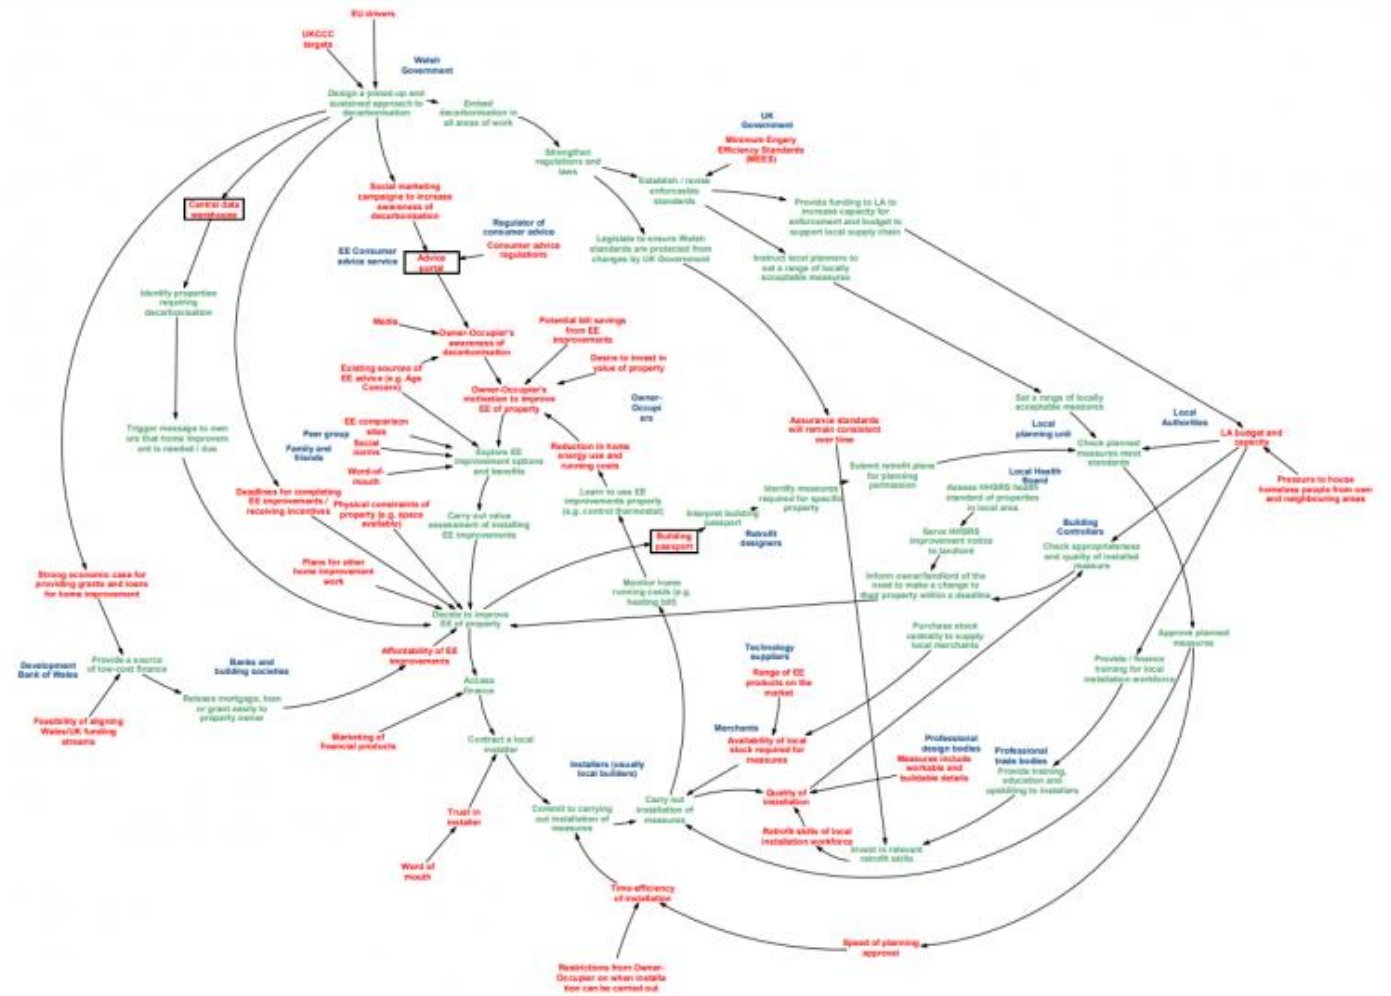 EU drivers
UKCCC
targets
Welsh
Government
Design a joined-up and
sustained approach to
decarbonisation
Embed
decarbonisation in
all areas of work
UK
Government
Minimum Engery
Efficiency Standards
(MEES)
Strengthen
regulations and
laws
Establish / revise
enforceable
standards
Provide funding to LA to
increase capacity for
enforcement and budget to
support local supply chain
Social marketing
campaigns to increase
awareness of
decarbonisation
Central data
warehouse
Regulator of
consumer advice
Consumer advice
regulations
EE Consumer
advice service
Advice
portal
Legislate to ensure Welsh
standards are protected from
changes by UK Government
Instruct local planners to
set a range of locally
acceptable measures
Identify properties
requiring
decarbonisation
Media
Owner-Occupier's
awareness of
decarbonisation
Potential bill savings
from EE
improvements
Existing sources of
EE advice (e.g. Age
Concern)
Desire to invest in
value of property
Owner-Occupier's
motivation to improve
EE of property
Owner-
Occupi
ers
Set a range of locally
acceptable measures
Trigger message to own
ers that home improvem
ent is needed / due
EE comparison
sites
Peer group
Social
norms
Family and
friends
Word-of-
mouth
Explore EE
improvement options
and benefits
Reduction in home
energy use and
running costs
Assurance standards
will remain consistent
over time
Local
planning unit
Local
Authorities
Check planned
measures meet
standards
LA budget and
capacity
Submit retrofit plans
for planning
permission
Local Health
Board
Assess HHSRS health
standard of properties
in local area
Pressure to house
homeless people from own
and neighbouring areas
Deadlines for completing
EE improvements /
receiving incentives
Physical constraints of
property (e.g. space
available)
Learn to use EE
improvements properly
(e.g. control thermostat)
Identify measures
required for specific
property
Interpret building
passport
Carry out value
assessment of installing
EE improvements
Building
passport
Retrofit
designers
Serve HHSRS
improvement notice
to landlord
Building
Controllers
Check appropriateness
and quality of installed
measure
Plans for other
home improvement
work
Strong economic case for
providing grants and loans
for home improvement
Monitor home
running costs (e.g.
heating bill)
Inform owner/landlord of the
need to make a change to
their property within a deadline
Decide to improve
EE of property
Purchase stock
centrally to supply
local merchants
Approve planned
measures
Development
Bank of Wales
Provide a source
of low-cost finance
Banks and
building societies
Affordability of EE
improvements
Technology
suppliers
Range of EE
products on the
market
Provide / finance
training for local
installation workforce
Access
finance
Release mortgage, loan
or grant easily to
property owner
Feasibility of aligning
Wales/UK funding
streams
Marketing of
financial products
Contract a local
installer
Merchants
Availability of local
stock required for
measures
Professional
design bodies
Measures include
workable and
buildable details
Professional
trade bodies
Provide training,
education and
upskilling to installers
Installers (usually
local builders)
Trust in
installer
Commit to carrying
out installation of
measures
Carry out
installation of
measures
Quality of
installation
Retrofit skills of local
installation workforce
Invest in relevant
retrofit skills
Word of
mouth
Time-efficiency
of installation
Speed of planning
approval
Restrictions from Owner-
Occupier on when installa
tion can be carried out